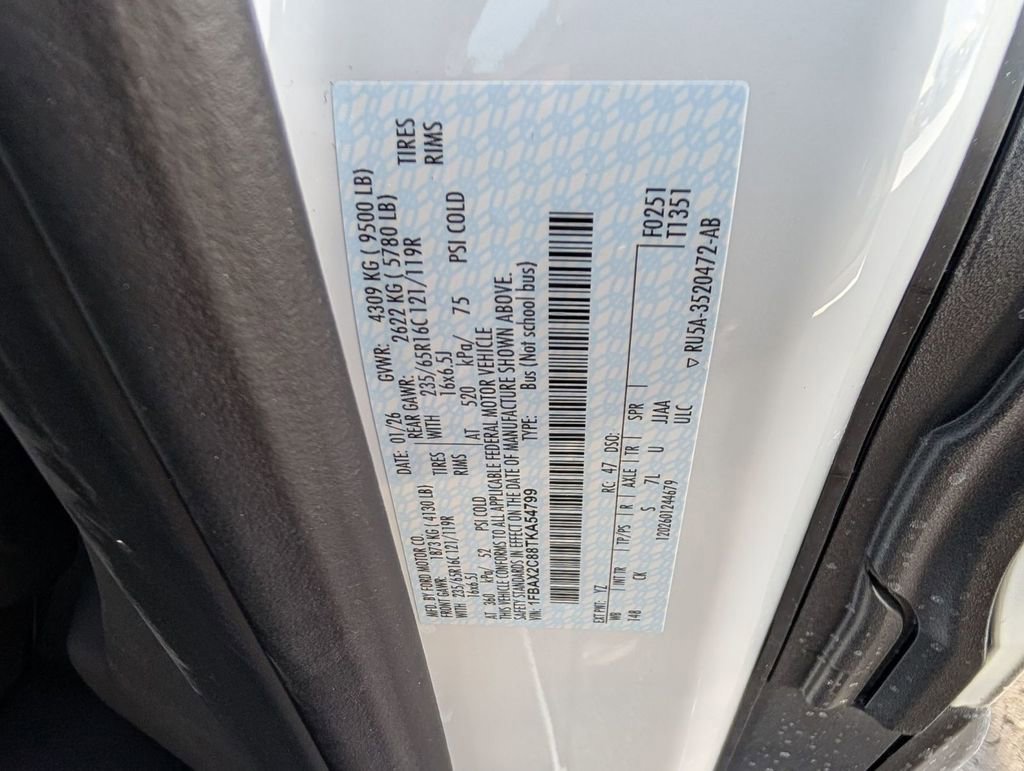 MFD. BY FORD MOTOR CO. DATE: 01/26 GVWR: 4309 KG ( 9500 LB)
FRONT GAWR: 1873 KG ( 4130 LB) REAR GAWR: 2622 KG ( 5780 LB)
WITH 235/65R16C 121/119R TIRES WITH 235/65R16C 121/119R TIRES
16x6.5J RIMS 16x6.5J RIMS
AT 360 kPa/ 52 PSI COLD AT 520 kPa/ 75 PSI COLD
THIS VEHICLE CONFORMS TO ALL APPLICABLE FEDERAL MOTOR VEHICLE
SAFETY STANDARDS IN EFFECT ON THE DATE OF MANUFACTURE SHOWN ABOVE.
VIN: 1FBAX2C88TKA54799 TYPE: Bus (Not school bus)
EXT PNT: YZ RC: 47 DSO: F0251
WB INT TR TP/PS R AXLE TR SPR T1351
148 CK S 7L U JJAA
ULC
1202601244679 RU5A-3520472-AB